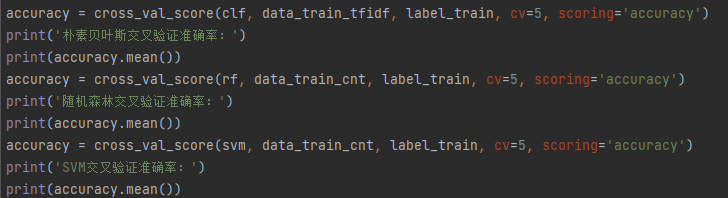 accuracy = cross_val_score(clf, data_train_tfidf, label_train, cv=5, scoring='accuracy')
print('朴素贝叶斯交叉验证准确率：')
print(accuracy.mean())
accuracy = cross_val_score(rf, data_train_cnt, label_train, cv=5, scoring='accuracy')
print('随机森林交叉验证准确率：')
print(accuracy.mean())
accuracy = cross_val_score(svm, data_train_cnt, label_train, cv=5, scoring='accuracy')
print('SVM交叉验证准确率：')
print(accuracy.mean())